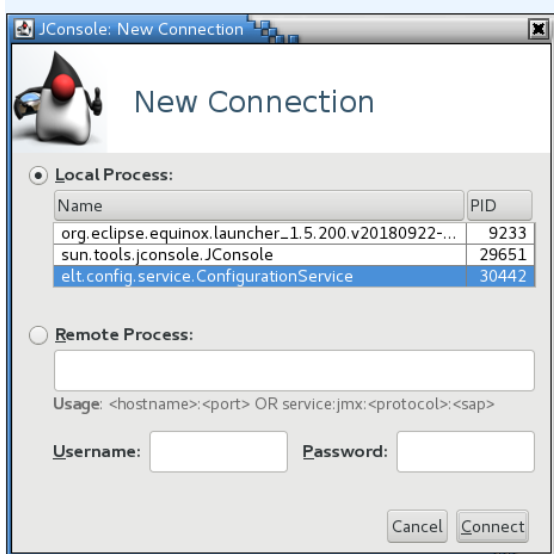 JConsole: New Connection
New Connection
Local Process:
Name PID
org.eclipse.equinox.launcher_1.5.200.v20180922-... 9233
sun.tools.jconsole.JConsole 29651
elt.config.service.ConfigurationService 30442
Remote Process:
Usage: <hostname>:<port> OR service:jmx:<protocol>:<sap>
Username: Password:
Cancel Connect